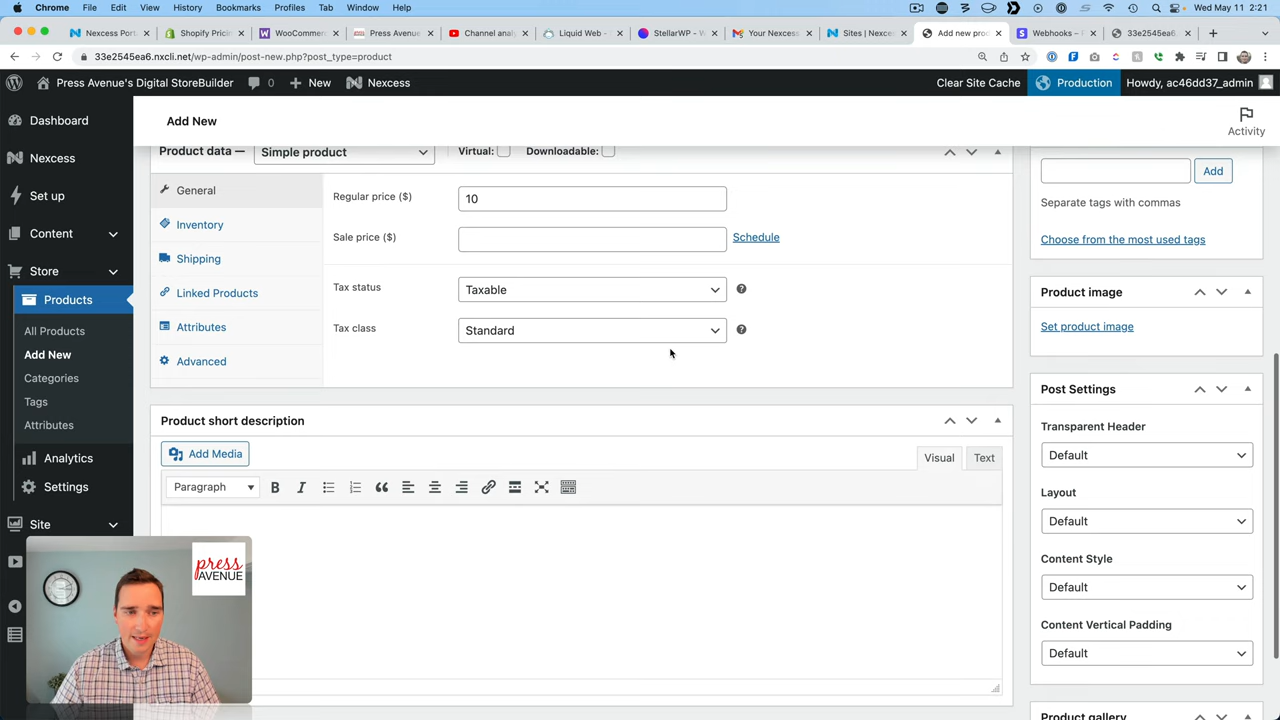 Chrome File Edit View History Bookmarks Profiles Tab Window Help Wed May 11 2:21
Nexcess Port Shopify Pricin WooComme Press Avenue Channel analy Liquid Web - StellarWP - W Your Nexcess Sites | Nexce Add new prod Webhooks – 33e2545ea6.
33e2545ea6.nxcli.net/wp-admin/post-new.php?post_type=product
Press Avenue's Digital StoreBuilder 0 + New Nexcess Clear Site Cache Production Howdy, ac46dd37_admin
Dashboard
Nexcess
Set up
Content
Store
Products
All Products
Add New
Categories
Tags
Attributes
Analytics
Settings
Site
Add New
Activity
Product data — Simple product Virtual: Downloadable:
General
Inventory
Shipping
Linked Products
Attributes
Advanced
Regular price ($) 10
Sale price ($) Schedule
Tax status Taxable
Tax class Standard
Product short description
Add Media
Visual Text
Paragraph
Add
Separate tags with commas
Choose from the most used tags
Product image
Set product image
Post Settings
Transparent Header
Default
Layout
Default
Content Style
Default
Content Vertical Padding
Default
Product gallery
press
AVENUE